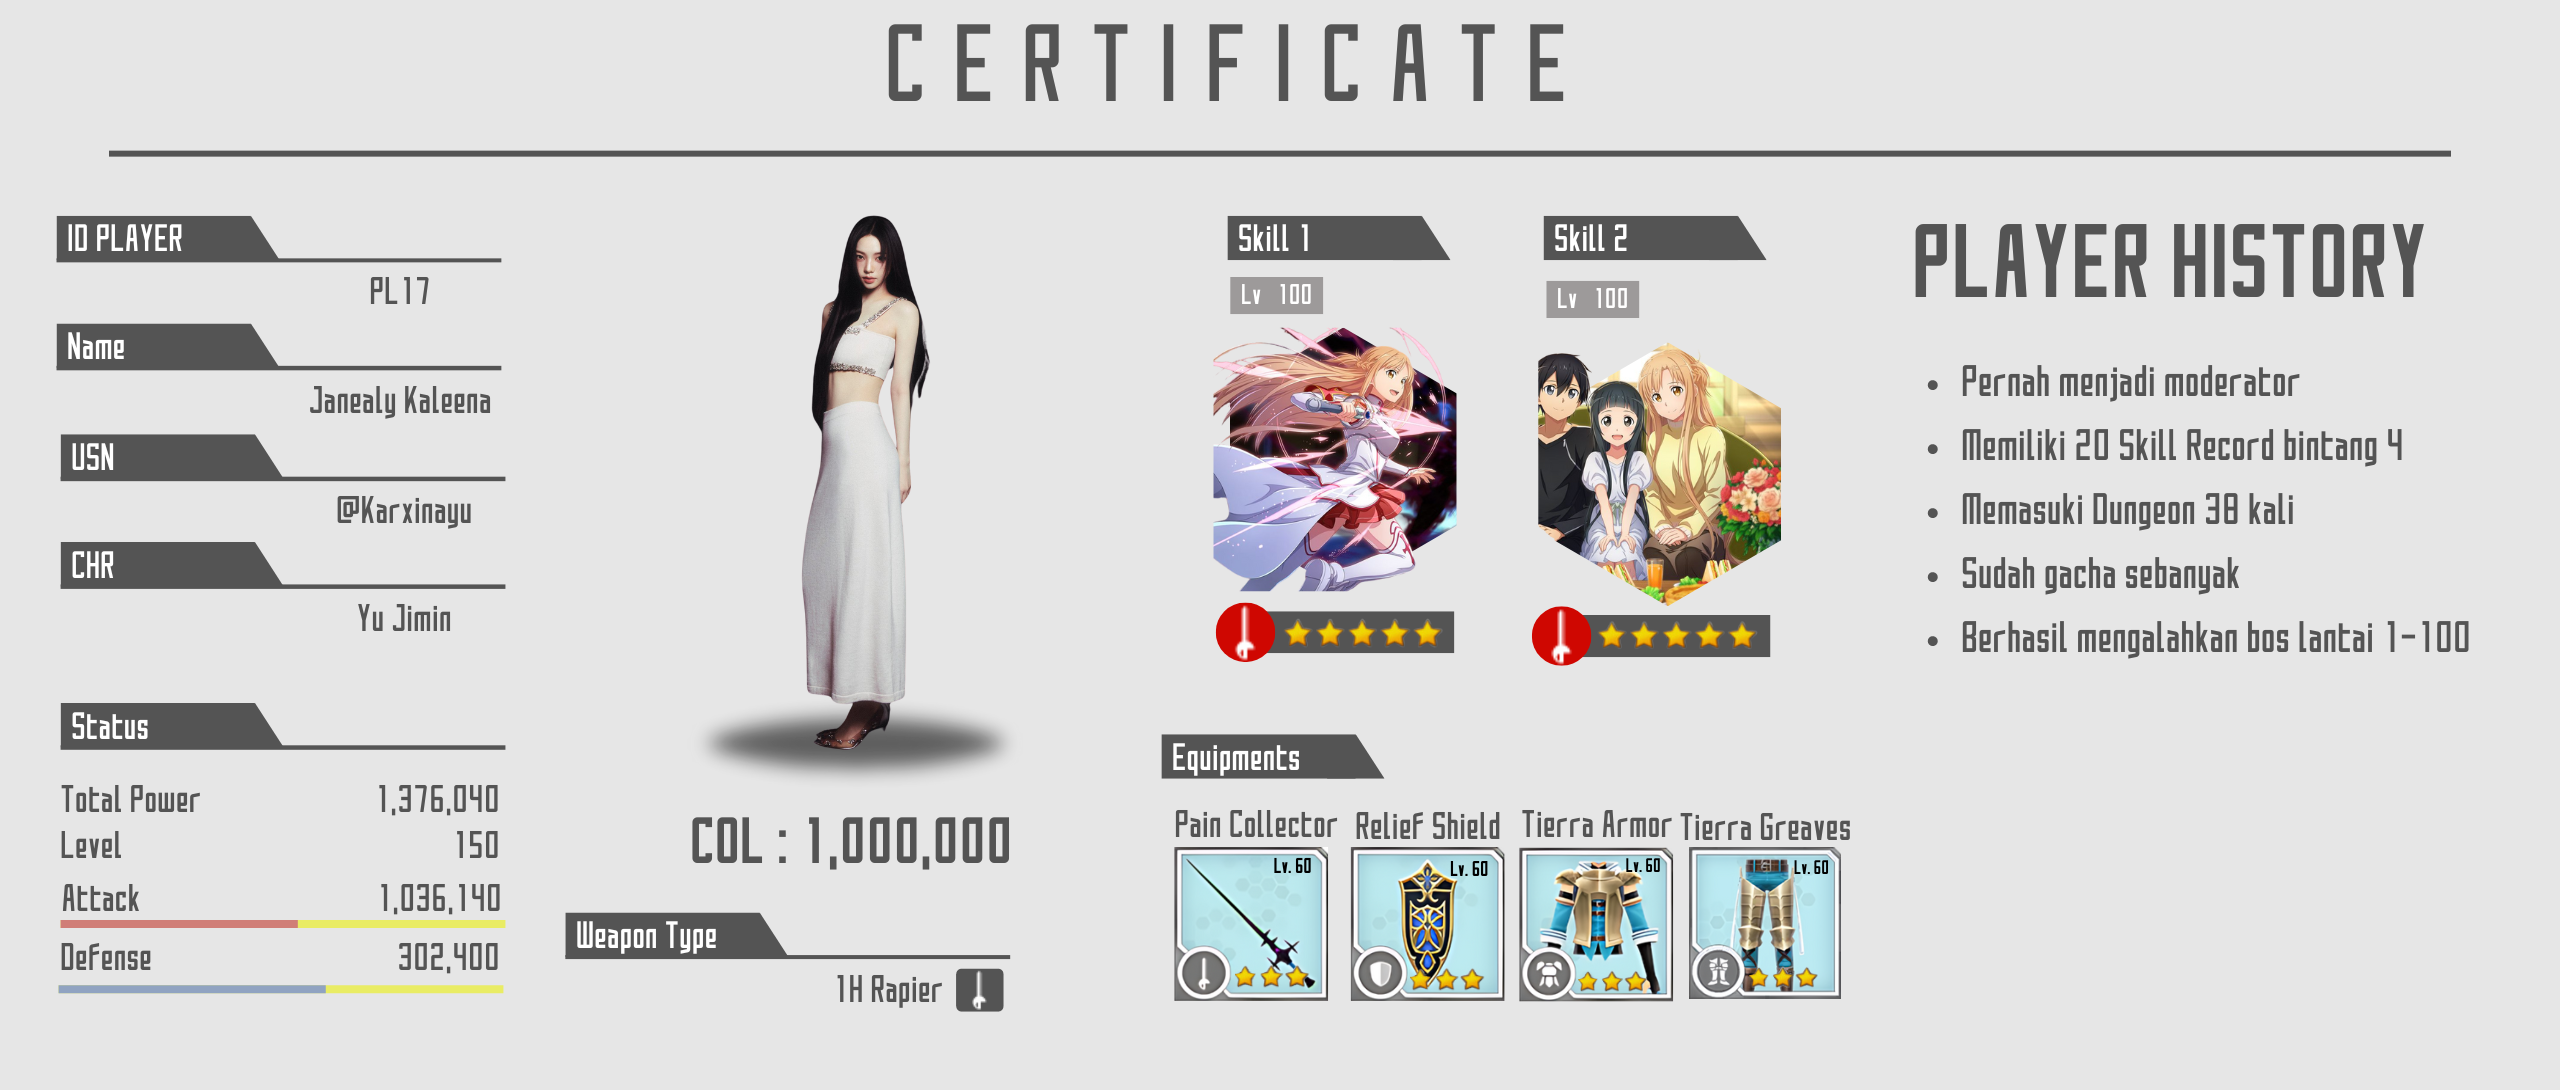 CERTIFICATE
ID PLAYER
PL17
Name
Janealy Kaleena
USN
@Karxinayu
CHR
Yu Jimin
Status
Total Power 1,376,040
Level 150
Attack 1,036,140
Defense 302,400
COL : 1,000,000
Weapon Type
1H Rapier
Skill 1
Lv 100
Skill 2
Lv 100
Equipments
Pain Collector
Lv. 60
Relief Shield
Lv. 60
Tierra Armor
Lv. 60
Tierra Greaves
Lv. 60
PLAYER HISTORY
• Pernah menjadi moderator
• Memiliki 20 Skill Record bintang 4
• Memasuki Dungeon 38 kali
• Sudah gacha sebanyak
• Berhasil mengalahkan bos lantai 1-100